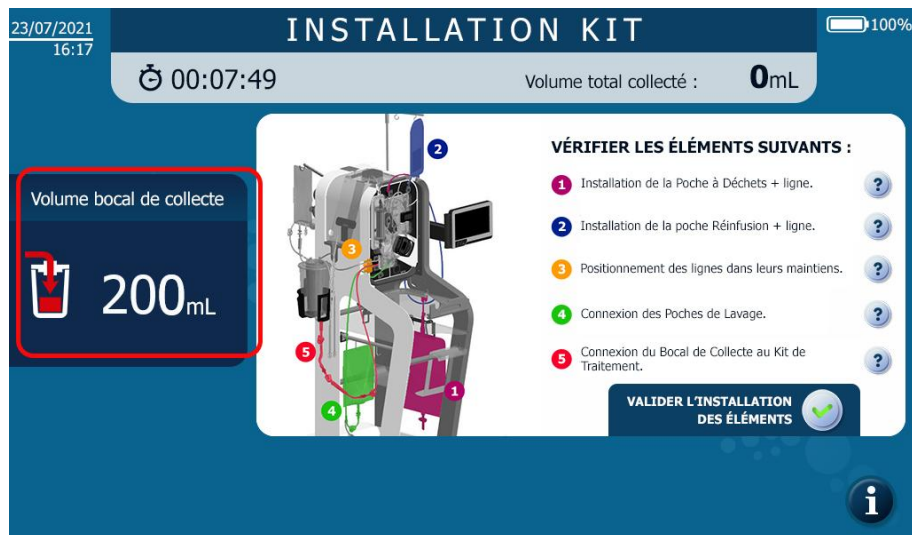 23/07/2021
16:17
INSTALLATION KIT
100%
00:07:49
Volume total collecté :
0mL
Volume bocal de collecte
200mL
VÉRIFIER LES ÉLÉMENTS SUIVANTS :
1 Installation de la Poche à Déchets + ligne. ?
2 Installation de la poche Réinfusion + ligne. ?
3 Positionnement des lignes dans leurs maintiens. ?
4 Connexion des Poches de Lavage. ?
5 Connexion du Bocal de Collecte au Kit de
Traitement. ?
2
3
5
1
4
VALIDER L'INSTALLATION
DES ÉLÉMENTS
i